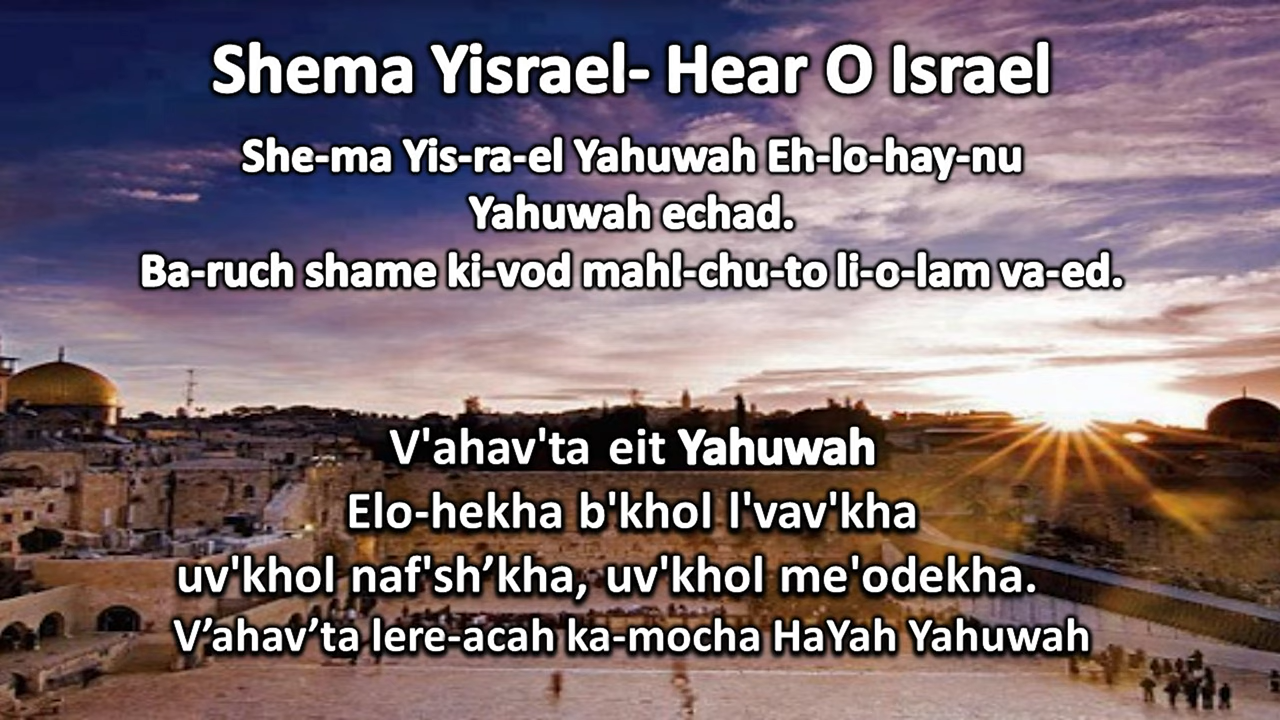 Shema Yisrael- Hear O Israel
She-ma Yis-ra-el Yahuwah Eh-lo-hay-nu
Yahuwah echad.
Ba-ruch shame ki-vod mahl-chu-to li-o-lam va-ed.
V'ahav'ta eit Yahuwah
Elo-hekha b'khol l'vav'kha
uv'khol naf'sh’kha, uv'khol me'odekha.
V’ahav’ta lere-acah ka-mocha HaYah Yahuwah